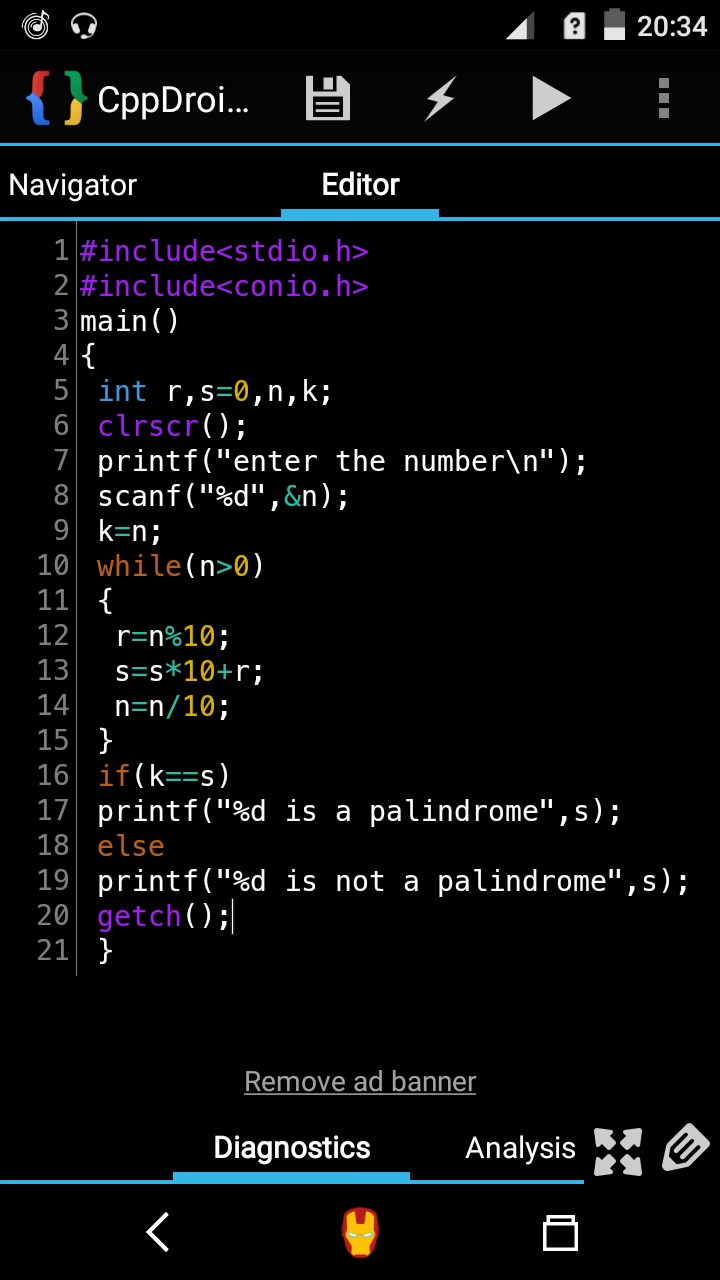 20:34
CppDroi...
Navigator Editor
1 #include<stdio.h>
2 #include<conio.h>
3 main()
4 {
5 int r,s=0,n,k;
6 clrscr();
7 printf("enter the number\n");
8 scanf("%d",&n);
9 k=n;
10 while(n>0)
11 {
12 r=n%10;
13 s=s*10+r;
14 n=n/10;
15 }
16 if(k==s)
17 printf("%d is a palindrome",s);
18 else
19 printf("%d is not a palindrome",s);
20 getch();
21 }
Remove ad banner
Diagnostics Analysis